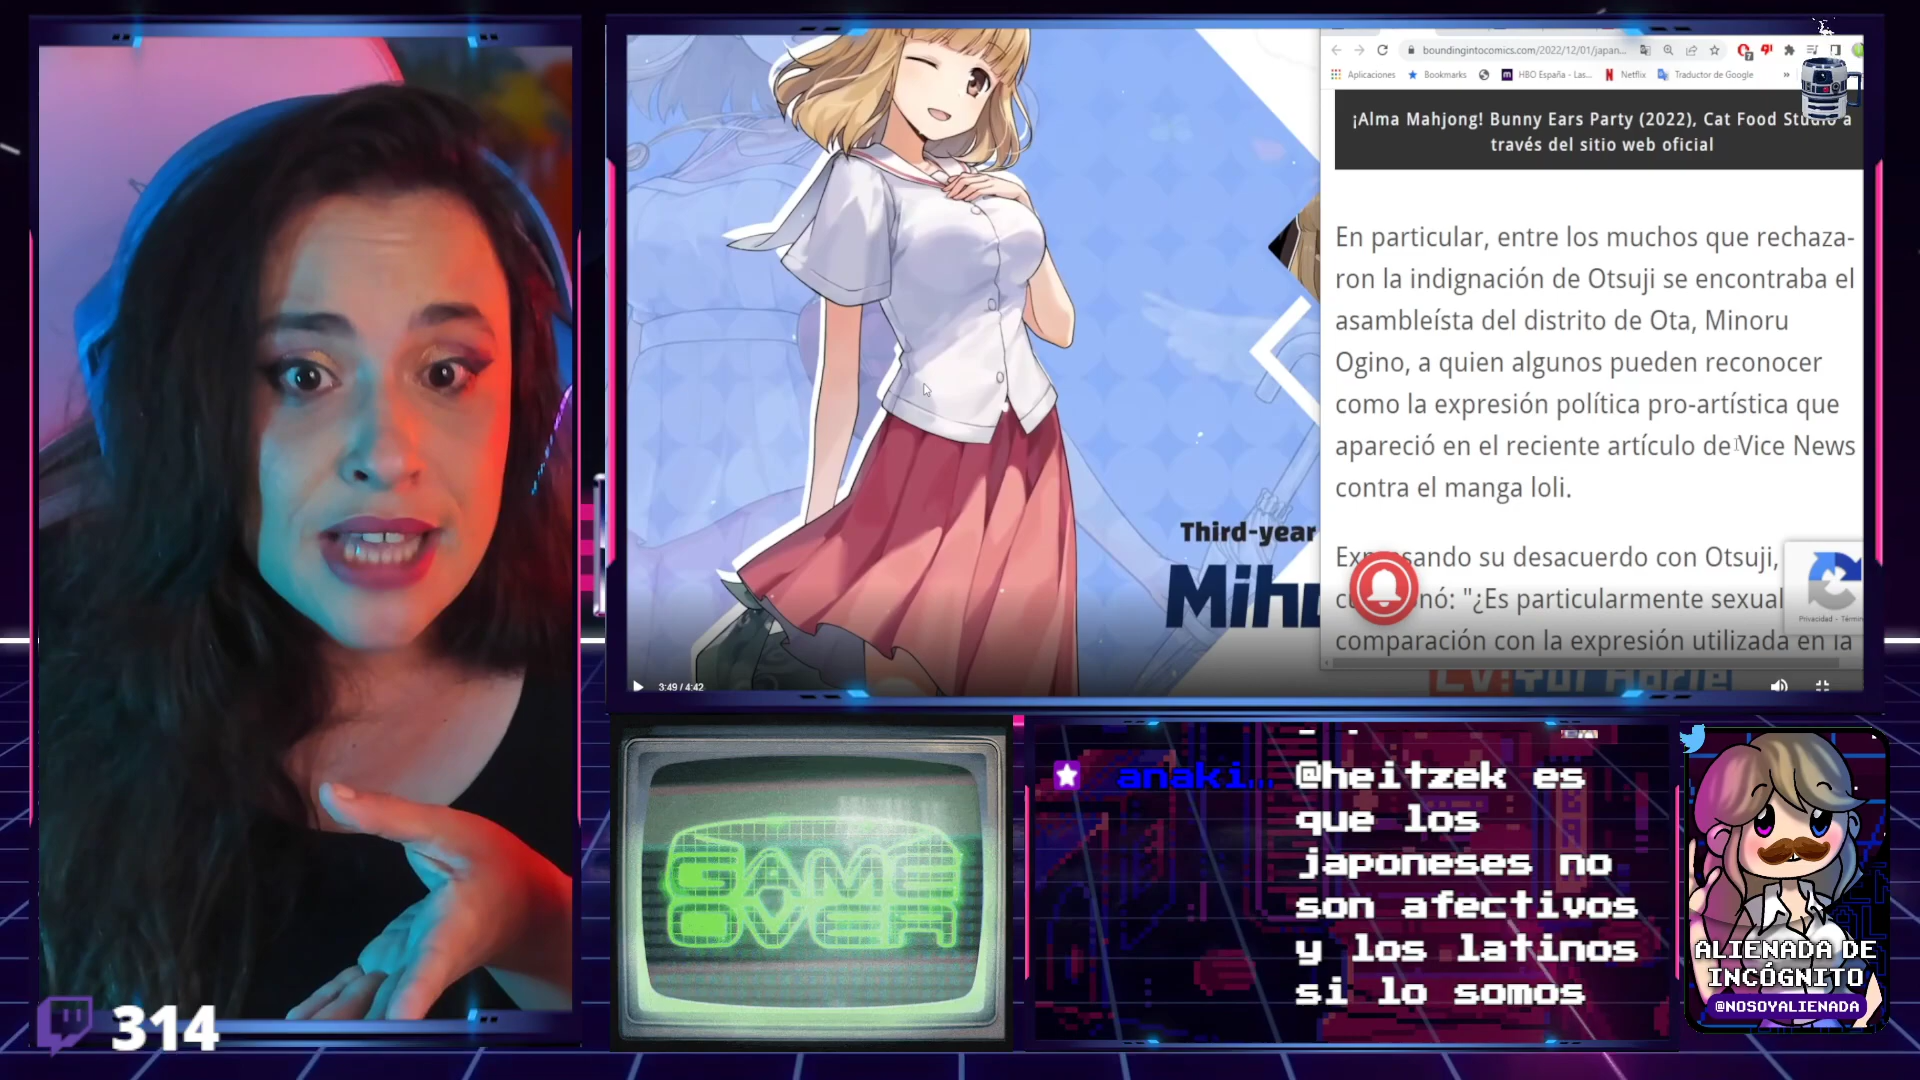 boundingintocomics.com/2022/12/01/japan...
Aplicaciones
Bookmarks
HBO España - Las...
Netflix
Traductor de Google
»
¡Alma Mahjong! Bunny Ears Party (2022), Cat Food Studio a
través del sitio web oficial
En particular, entre los muchos que rechaza-
ron la indignación de Otsuji se encontraba el
asambleísta del distrito de Ota, Minoru
Ogino, a quien algunos pueden reconocer
como la expresión política pro-artística que
apareció en el reciente artículo de Vice News
contra el manga loli.
sando su desacuerdo con Otsuji,
nó: "¿Es particularmente sexual
comparación con la expresión utilizada en la
Privacidad - Términ
Third-year
Miho
3:49 / 4:42
GAME
OVER
anaki...
@heitzek es
que los
japoneses no
son afectivos
y los latinos
si lo somos
ALIENADA DE
INCÓGNITO
@NOSOYALIENADA
314